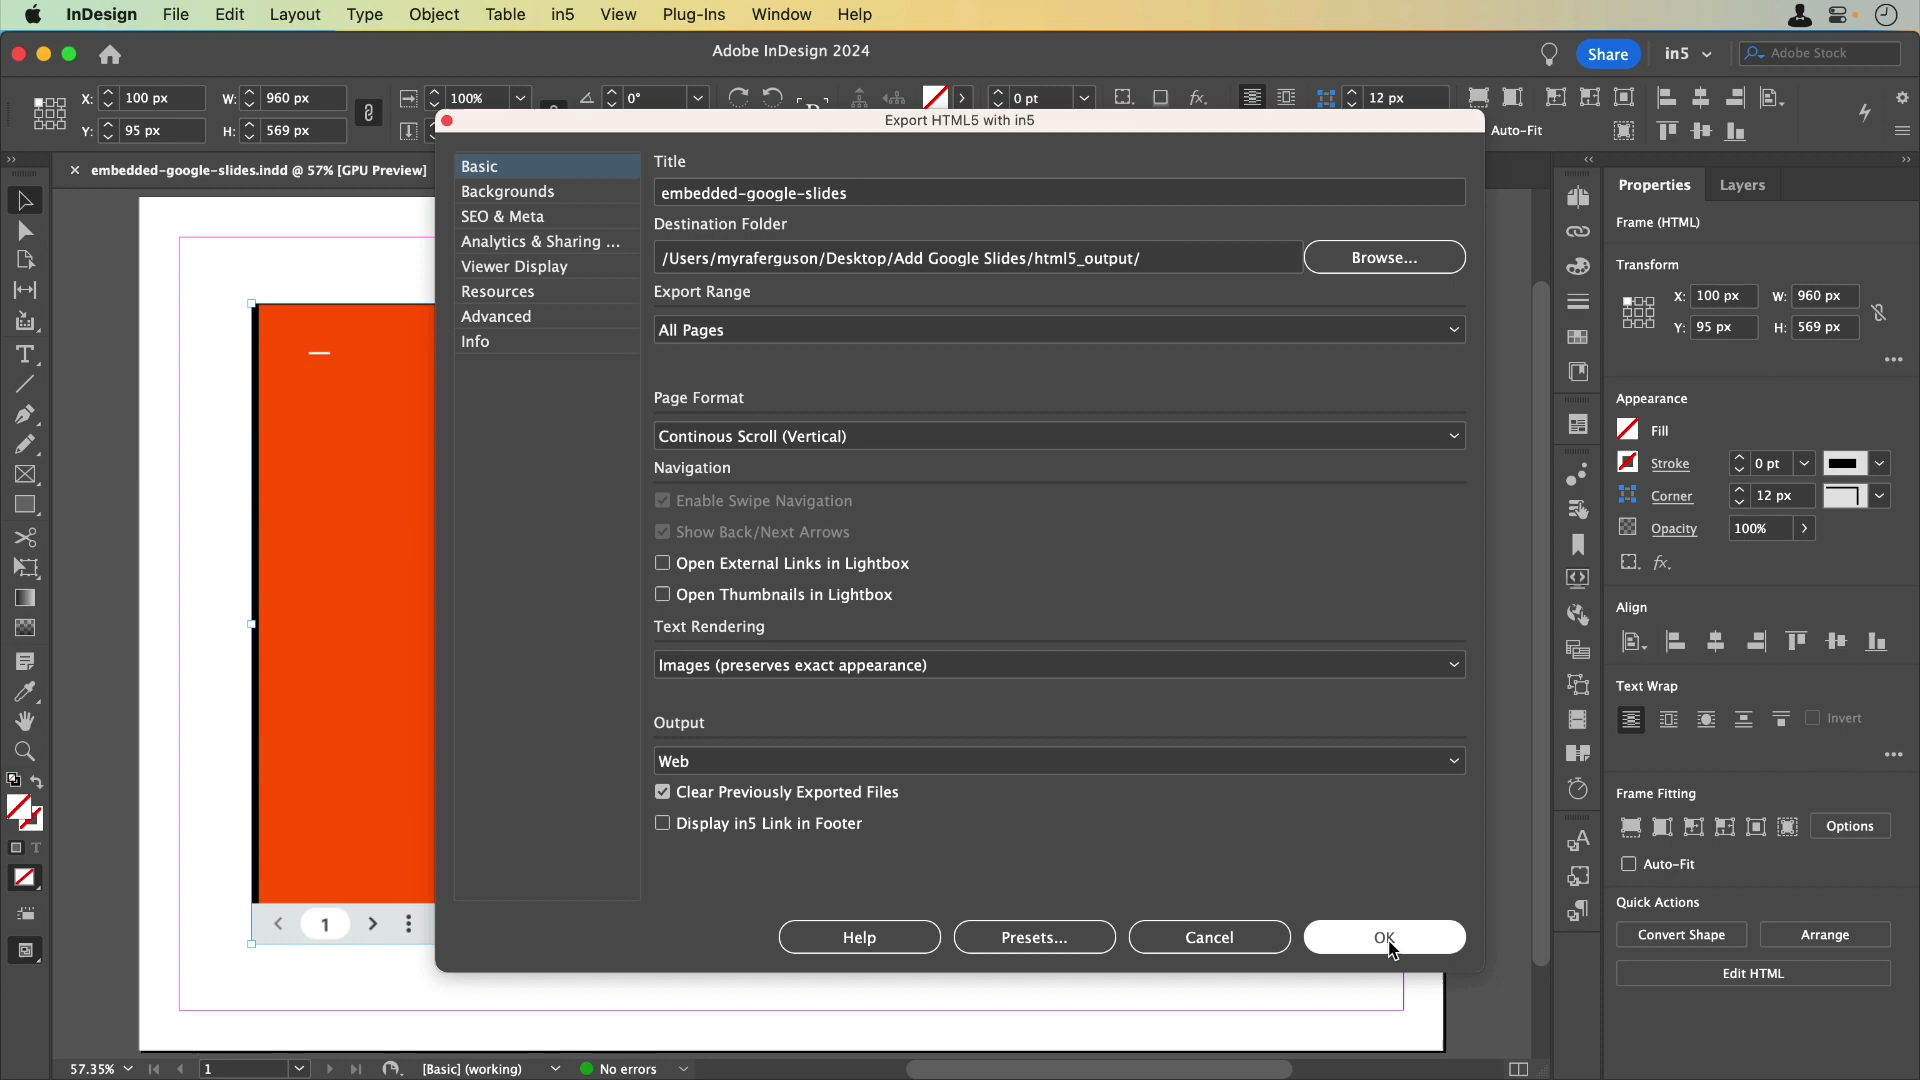 InDesign File Edit Layout Type Object Table in5 View Plug-Ins Window Help
Adobe InDesign 2024
Share in5 Adobe Stock
X: 100 px W: 960 px 100% 0° 0 pt fx. 12 px
Y: 95 px H: 569 px Auto-Fit
Export HTML5 with in5
embedded-google-slides.indd @ 57% [GPU Preview]
Basic
Backgrounds
SEO & Meta
Analytics & Sharing ...
Viewer Display
Resources
Advanced
Info
Title
embedded-google-slides
Destination Folder
/Users/myraferguson/Desktop/Add Google Slides/html5_output/ Browse...
Export Range
All Pages
Page Format
Continous Scroll (Vertical)
Navigation
Enable Swipe Navigation
Show Back/Next Arrows
Open External Links in Lightbox
Open Thumbnails in Lightbox
Text Rendering
Images (preserves exact appearance)
Output
Web
Clear Previously Exported Files
Display in5 Link in Footer
Help Presets... Cancel OK
1
Properties Layers
Frame (HTML)
Transform
X: 100 px W: 960 px
Y: 95 px H: 569 px
Appearance
Fill
Stroke 0 pt
Corner 12 px
Opacity 100%
fx.
Align
Text Wrap
Invert
Frame Fitting
Options
Auto-Fit
Quick Actions
Convert Shape Arrange
Edit HTML
57.35% 1 [Basic] (working) No errors